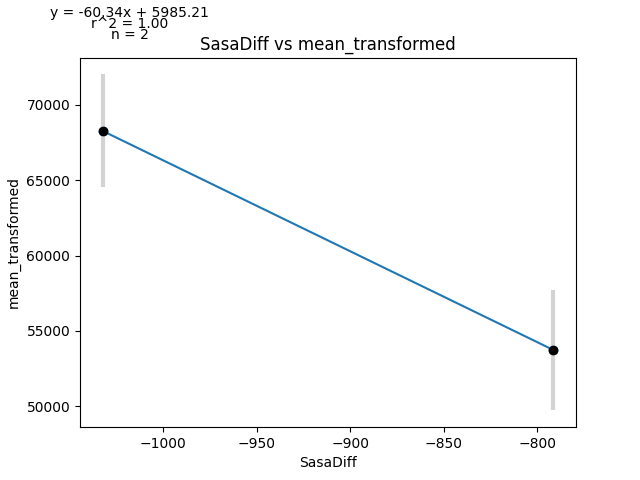 y = -60.34x + 5985.21
r^2 = 1.00
n = 2
SasaDiff vs mean_transformed
70000
65000
60000
55000
50000
mean_transformed
−1000
−950
−900
−850
−800
SasaDiff